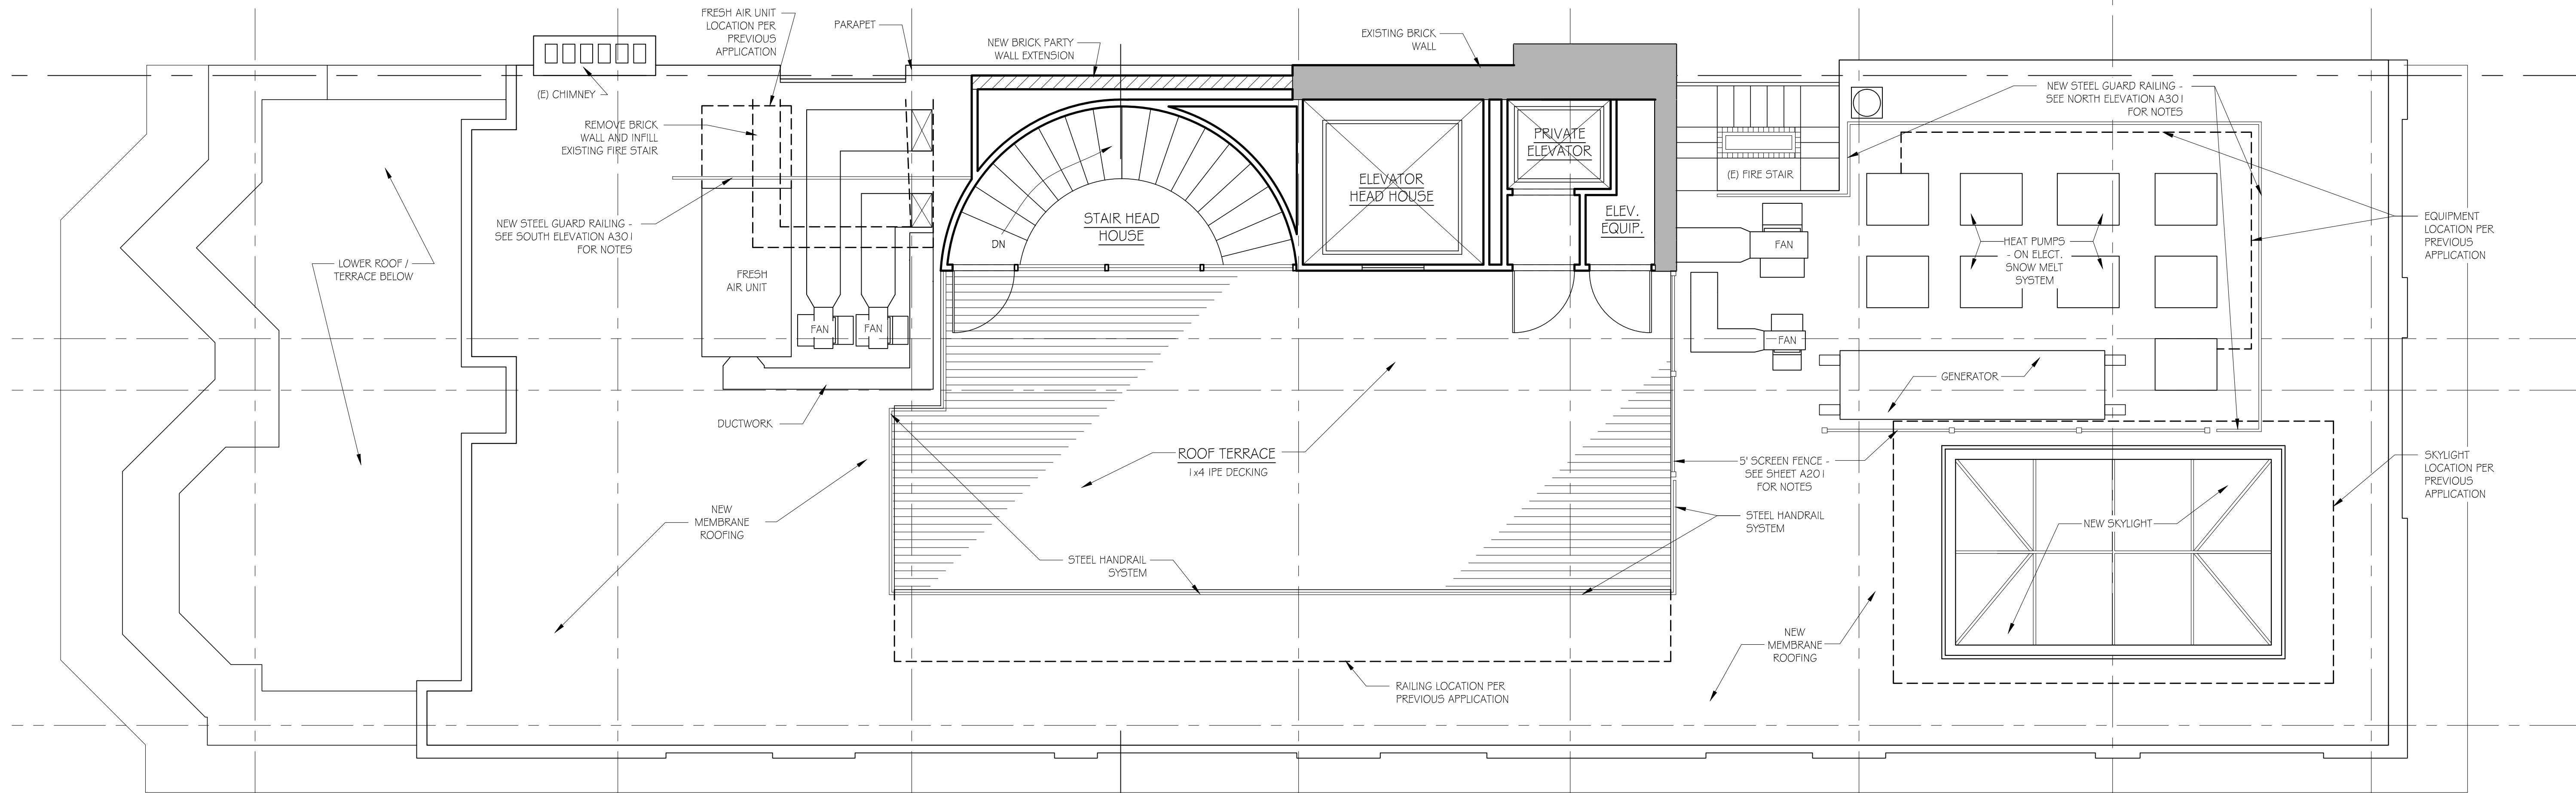 FRESH AIR UNIT
LOCATION PER
PREVIOUS
APPLICATION
PARAPET
NEW BRICK PARTY
WALL EXTENSION
EXISTING BRICK
WALL
(E) CHIMNEY
REMOVE BRICK
WALL AND INFILL
EXISTING FIRE STAIR
NEW STEEL GUARD RAILING -
SEE NORTH ELEVATION A301
FOR NOTES
PRIVATE
ELEVATOR
ELEVATOR
HEAD HOUSE
(E) FIRE STAIR
STAIR HEAD
HOUSE
ELEV.
EQUIP.
DN
NEW STEEL GUARD RAILING -
SEE SOUTH ELEVATION A301
FOR NOTES
LOWER ROOF /
TERRACE BELOW
FRESH
AIR UNIT
FAN
FAN
FAN
FAN
HEAT PUMPS
- ON ELECT.
SNOW MELT
SYSTEM
EQUIPMENT
LOCATION PER
PREVIOUS
APPLICATION
GENERATOR
DUCTWORK
ROOF TERRACE
1x4 IPE DECKING
5' SCREEN FENCE -
SEE SHEET A201
FOR NOTES
SKYLIGHT
LOCATION PER
PREVIOUS
APPLICATION
NEW
MEMBRANE
ROOFING
STEEL HANDRAIL
SYSTEM
NEW SKYLIGHT
STEEL HANDRAIL
SYSTEM
NEW
MEMBRANE
ROOFING
RAILING LOCATION PER
PREVIOUS APPLICATION